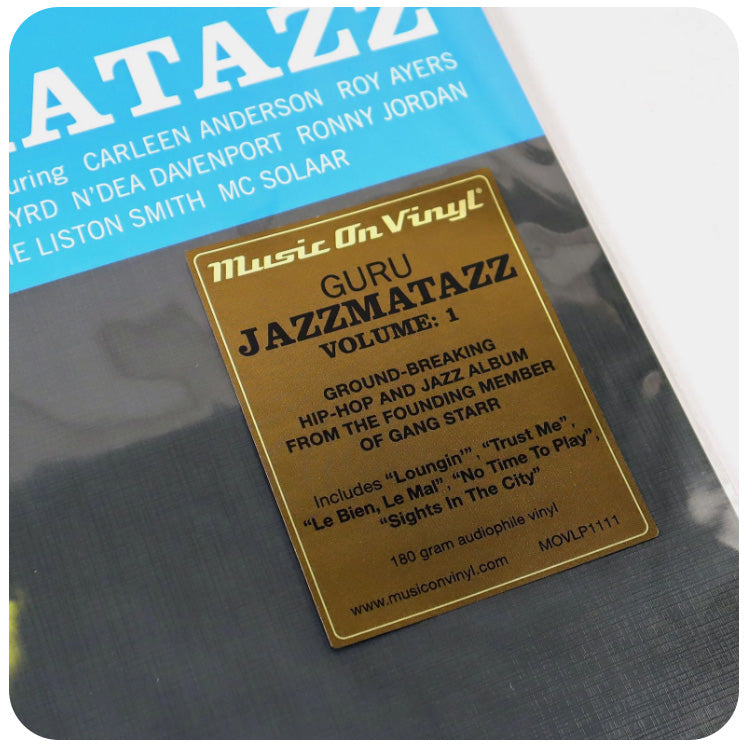 MATAZZ
uring CARLEEN ANDERSON ROY AYERS
YRD N'DEA DAVENPORT RONNY JORDAN
IE LISTON SMITH MC SOLAAR
Music On Vinyl®
GURU
JAZZMATAZZ
VOLUME: 1
GROUND-BREAKING
HIP-HOP AND JAZZ ALBUM
FROM THE FOUNDING MEMBER
OF GANG STARR
Includes “Loungin'”, “Trust Me”,
“Le Bien, Le Mal”, “No Time To Play”,
“Sights In The City”
180 gram audiophile vinyl
MOVLP1111
www.musiconvinyl.com